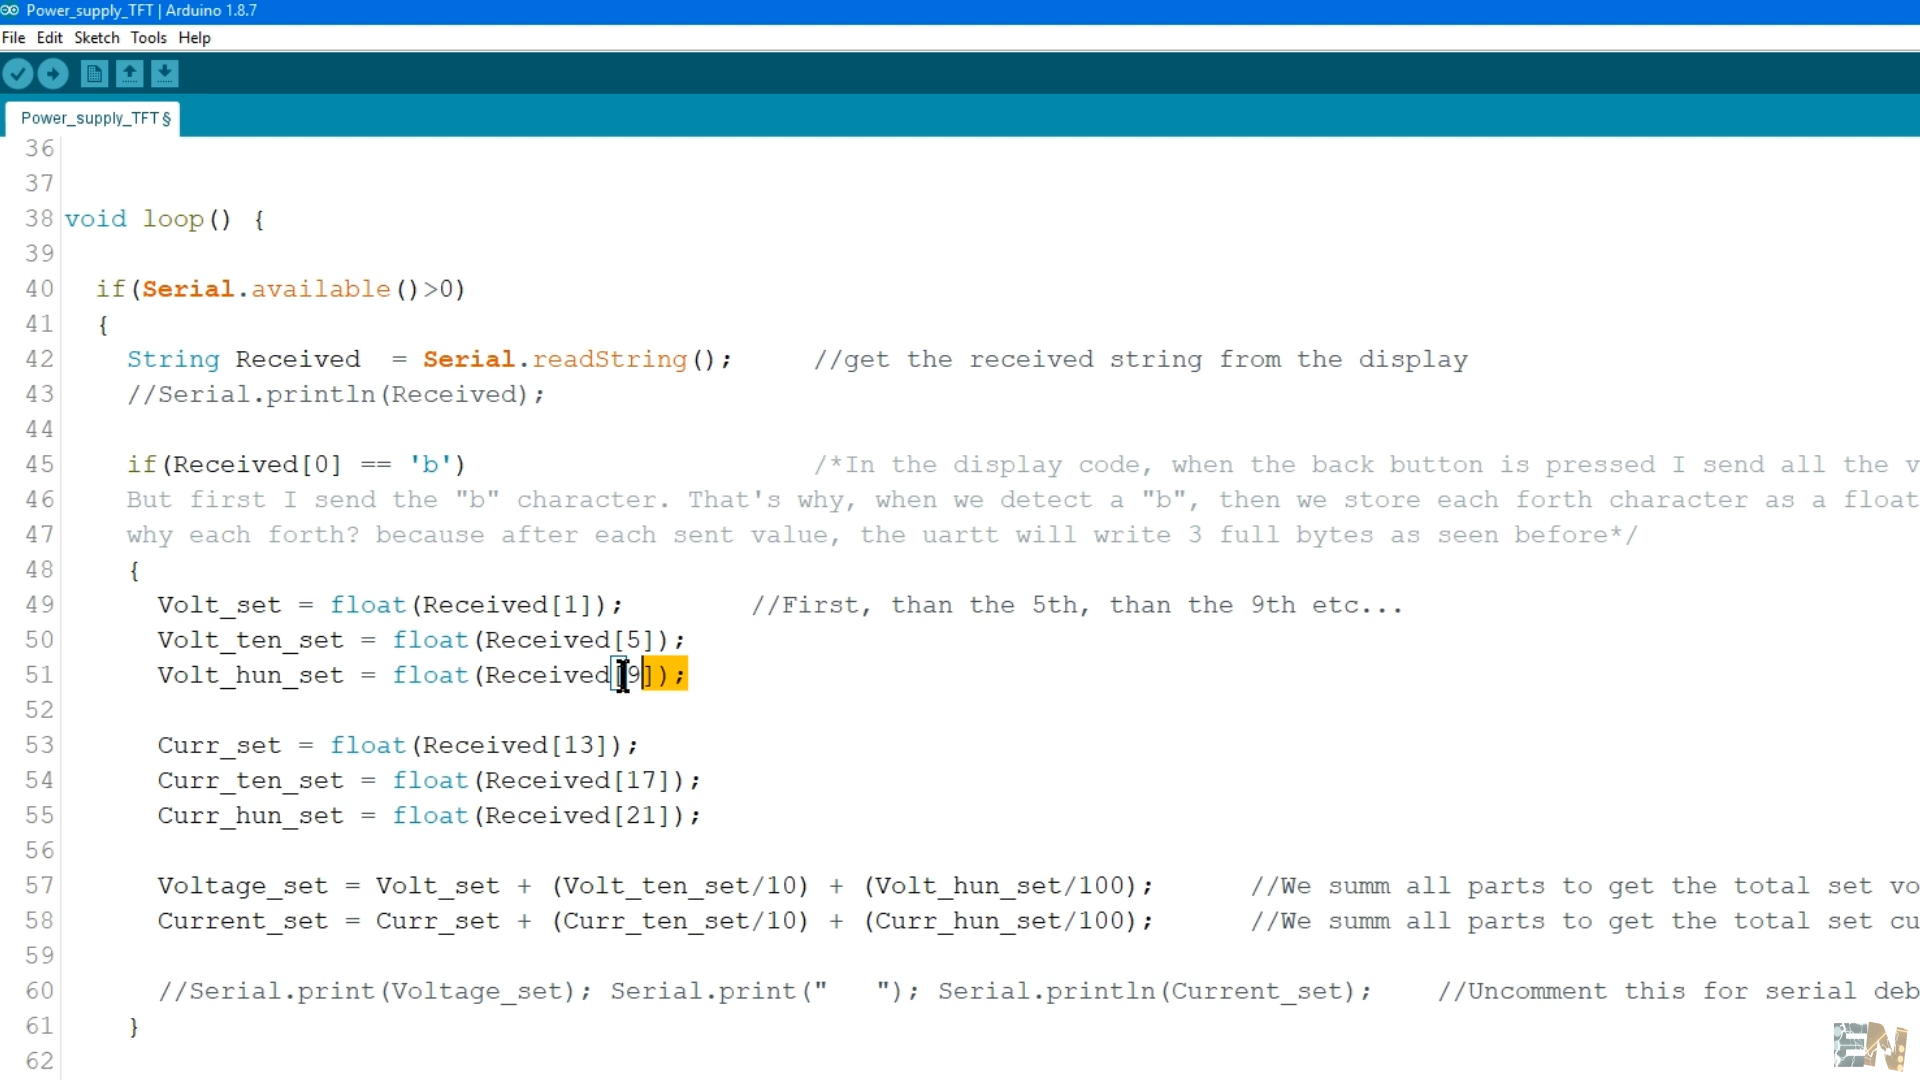 Power_supply_TFT | Arduino 1.8.7
File Edit Sketch Tools Help
Power_supply_TFT §
36
37
38 void loop() {
39
40 if(Serial.available()>0)
41 {
42 String Received  = Serial.readString();     //get the received string from the display
43 //Serial.println(Received);
44
45 if(Received[0] == 'b')     /*In the display code, when the back button is pressed I send all the v
46 But first I send the "b" character. That's why, when we detect a "b", then we store each forth character as a float
47 why each forth? because after each sent value, the uartt will write 3 full bytes as seen before*/
48 {
49 Volt_set = float(Received[1]);     //First, than the 5th, than the 9th etc...
50 Volt_ten_set = float(Received[5]);
51 Volt_hun_set = float(Received[9]);
52
53 Curr_set = float(Received[13]);
54 Curr_ten_set = float(Received[17]);
55 Curr_hun_set = float(Received[21]);
56
57 Voltage_set = Volt_set + (Volt_ten_set/10) + (Volt_hun_set/100);     //We summ all parts to get the total set vo
58 Current_set = Curr_set + (Curr_ten_set/10) + (Curr_hun_set/100);     //We summ all parts to get the total set cu
59
60 //Serial.print(Voltage_set); Serial.print("   "); Serial.println(Current_set);    //Uncomment this for serial deb
61 }
62
EN